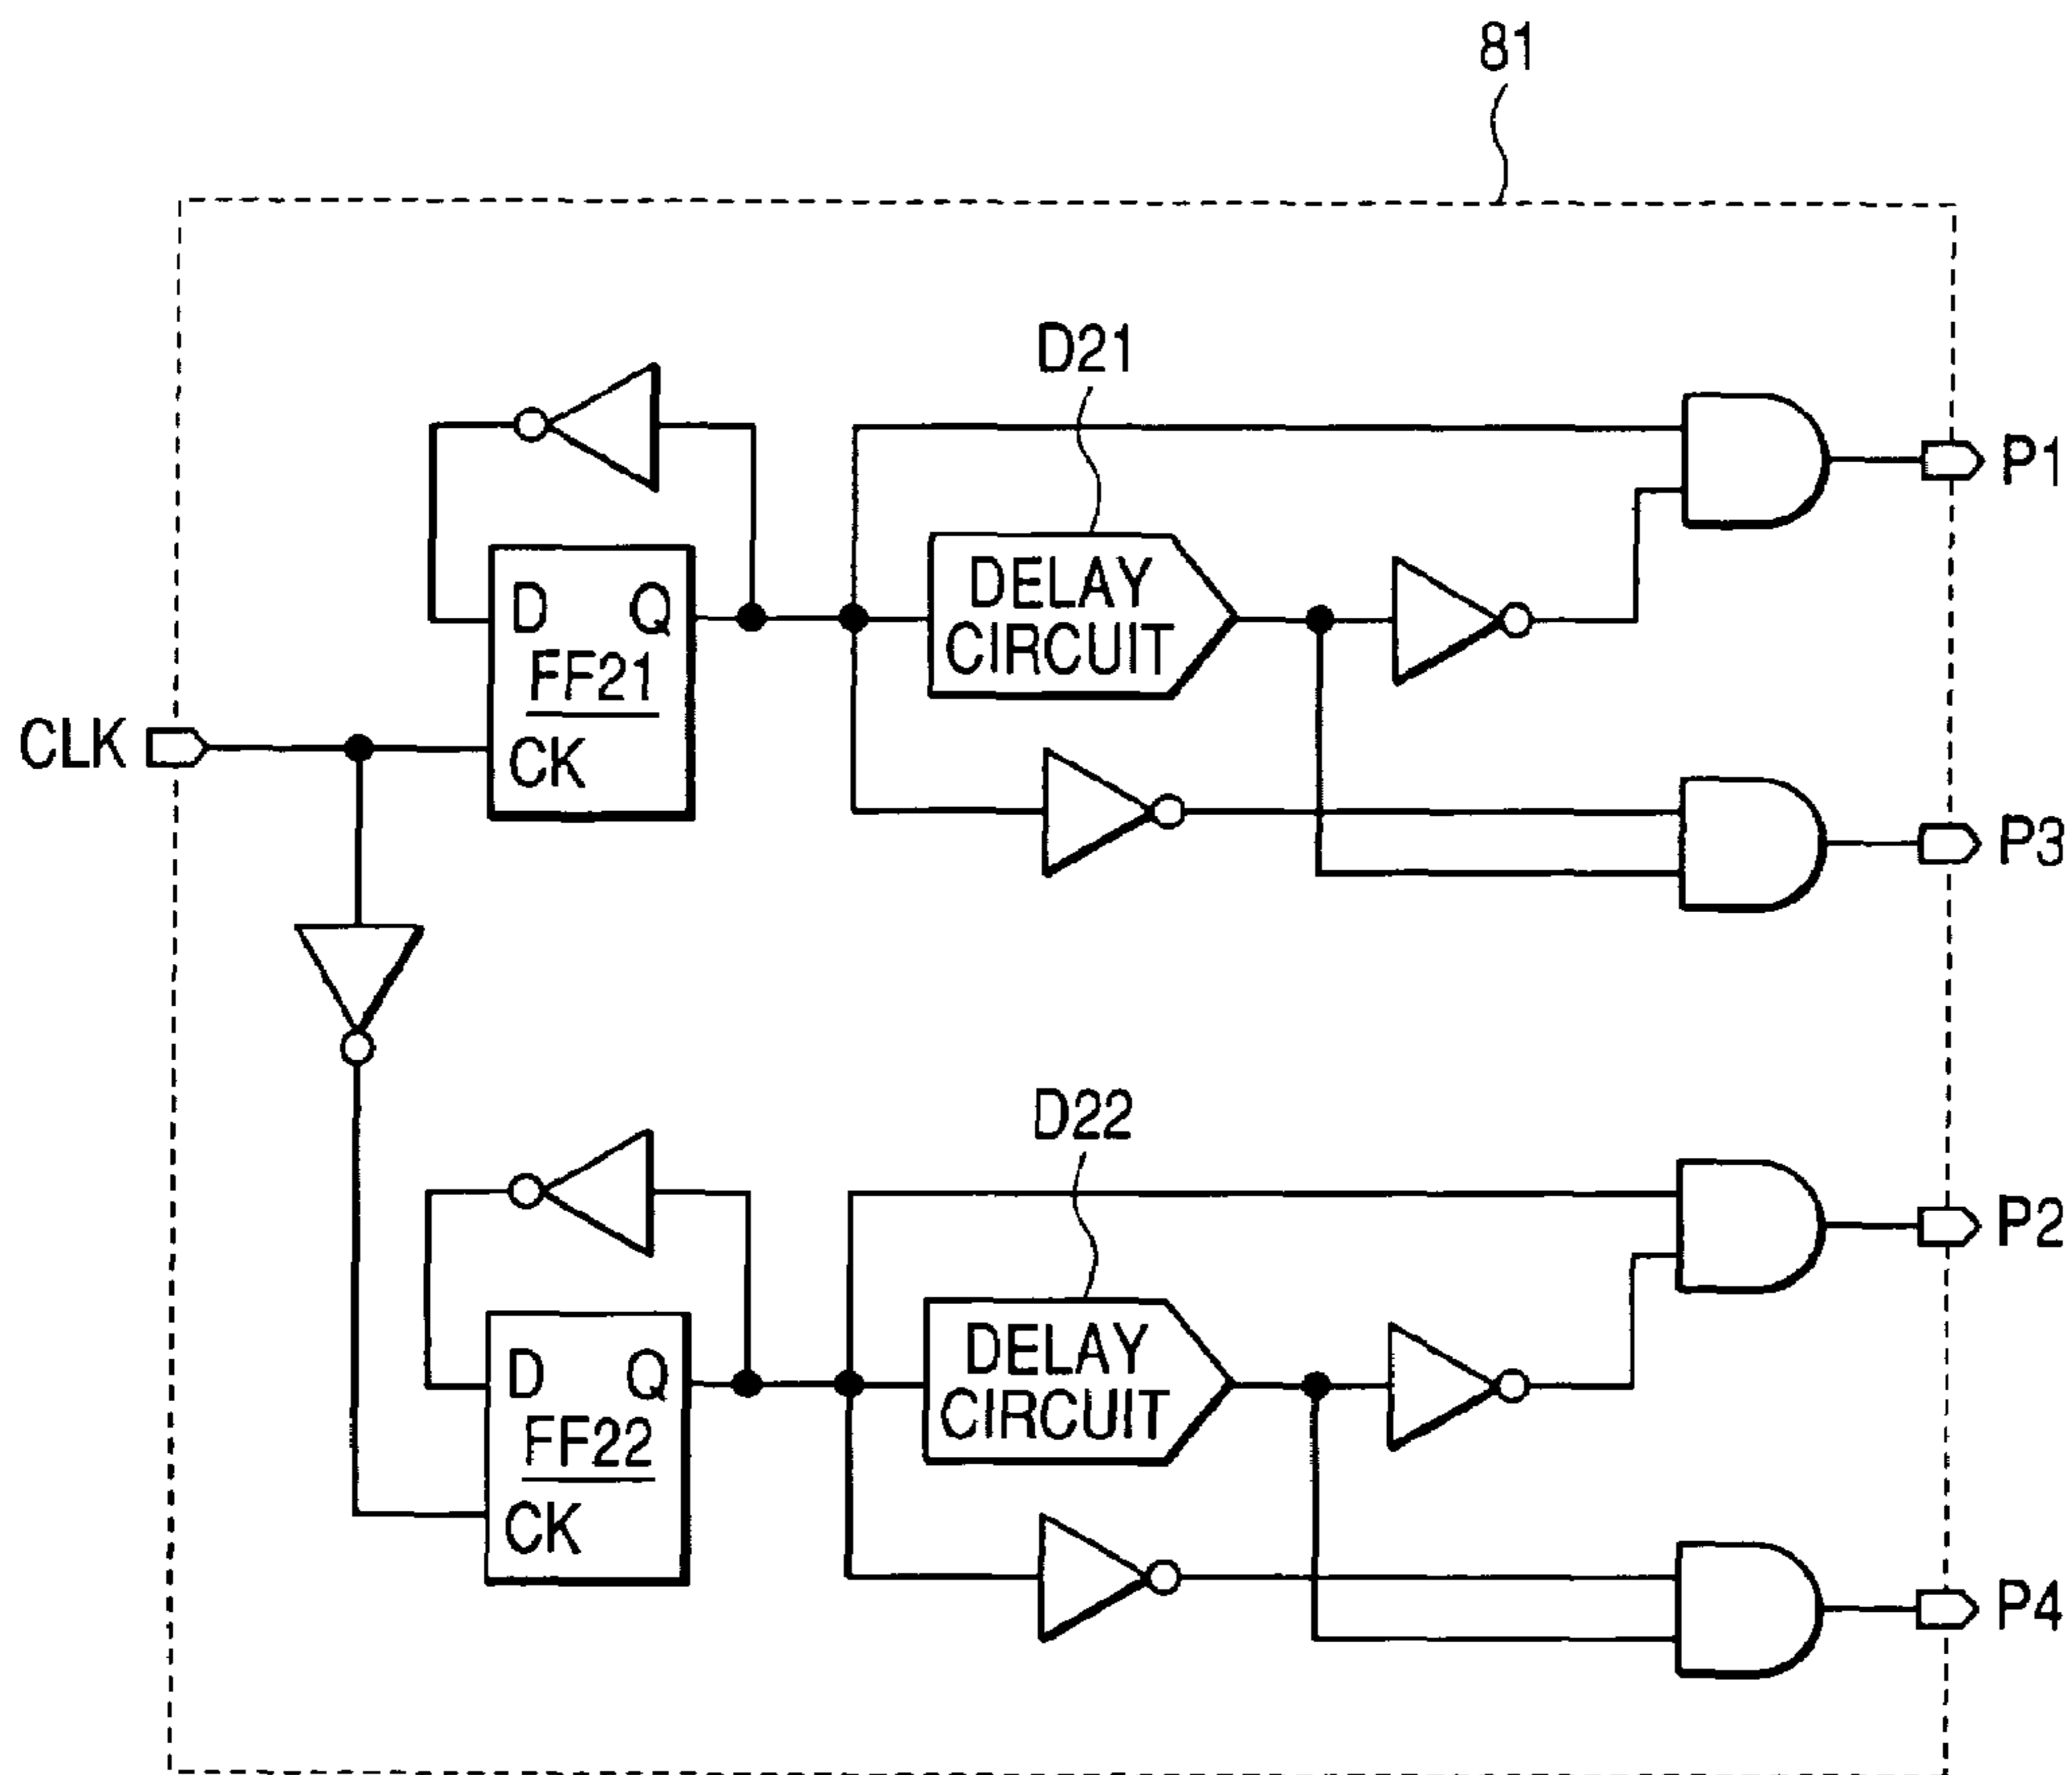 81
D21
P1
D Q
DELAY
CIRCUIT
FF21
CLK
CK
P3
D22
P2
D Q
DELAY
CIRCUIT
FF22
CK
P4